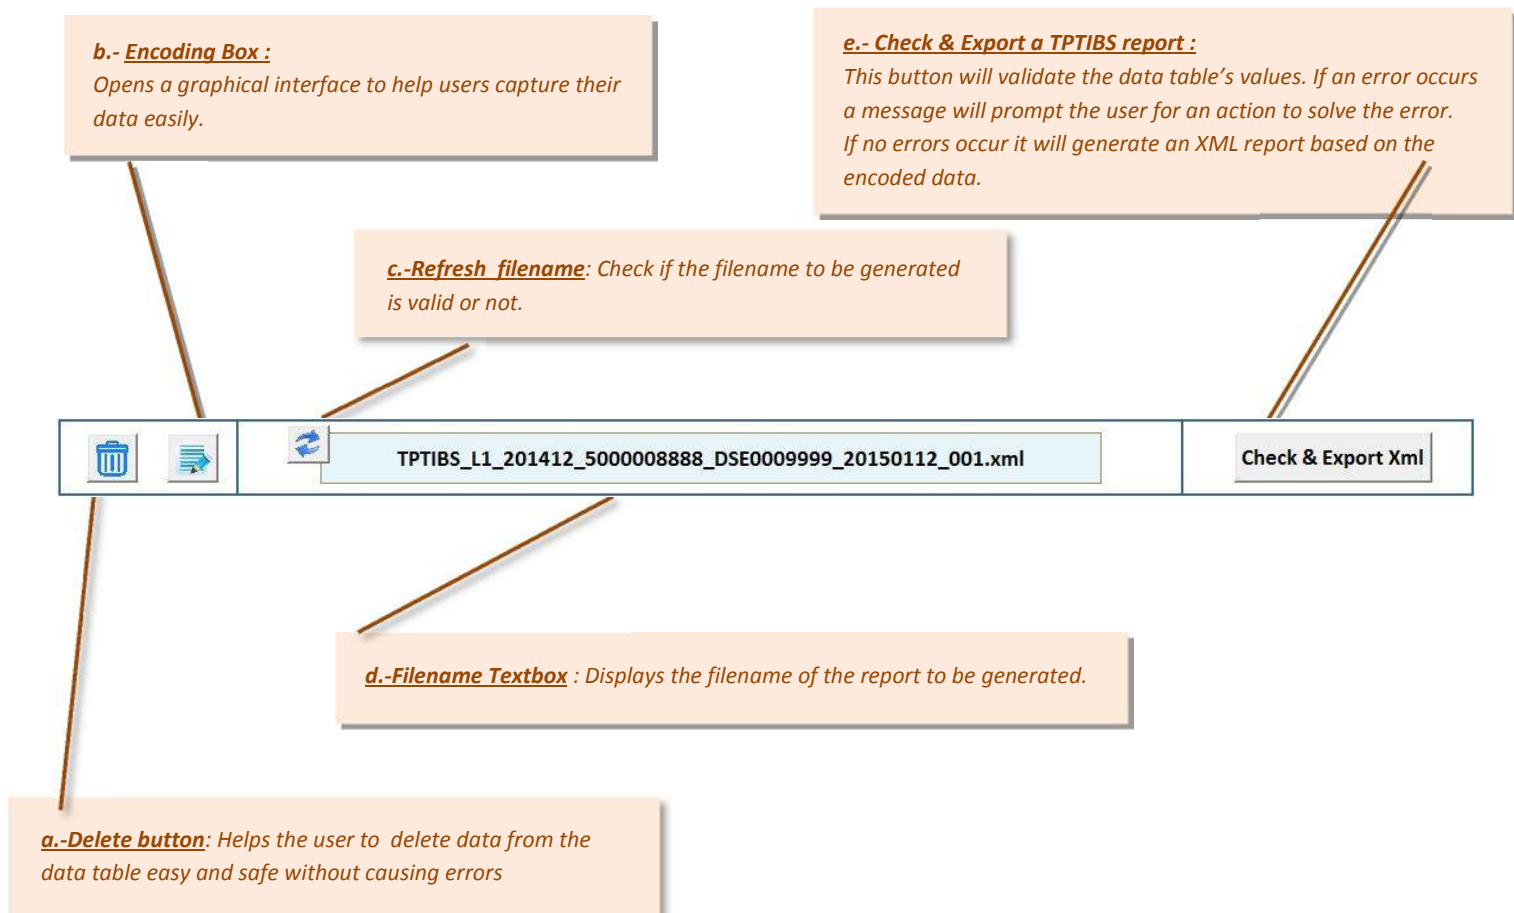 b.- Encoding Box :
Opens a graphical interface to help users capture their
data easily.
e.- Check & Export a TPTIBS report :
This button will validate the data table’s values. If an error occurs
a message will prompt the user for an action to solve the error.
If no errors occur it will generate an XML report based on the
encoded data.
c.-Refresh filename: Check if the filename to be generated
is valid or not.
TPTIBS_L1_201412_5000008888_DSE0009999_20150112_001.xml
Check & Export Xml
d.-Filename Textbox : Displays the filename of the report to be generated.
a.-Delete button: Helps the user to delete data from the
data table easy and safe without causing errors